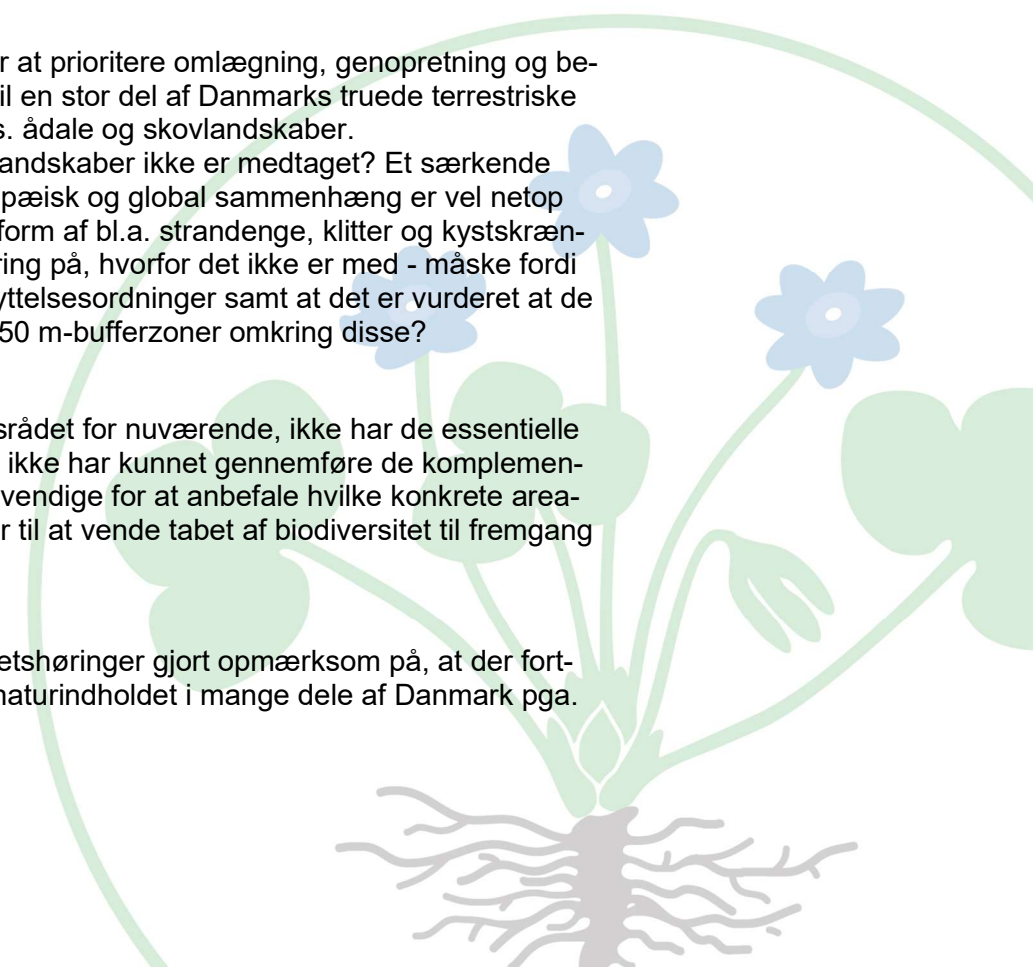 r at prioritere omlægning, genopretning og be-
il en stor del af Danmarks truede terrestriske
s. ådale og skovlandskaber.
andskaber ikke er medtaget? Et særkende
pæisk og global sammenhæng er vel netop
form af bl.a. strandenge, klitter og kystskræn-
ring på, hvorfor det ikke er med - måske fordi
yttelsesordninger samt at det er vurderet at de
50 m-bufferzoner omkring disse?
srådet for nuværende, ikke har de essentielle
ikke har kunnet gennemføre de komplemen-
vendige for at anbefale hvilke konkrete area-
r til at vende tabet af biodiversitet til fremgang
etshøringer gjort opmærksom på, at der fort-
naturindholdet i mange dele af Danmark pga.